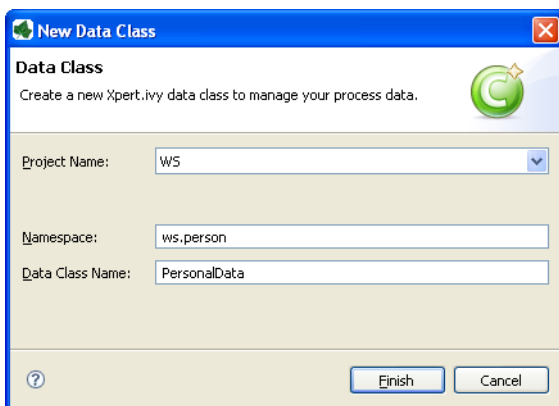 New Data Class
Data Class
Create a new Xpert.ivy data class to manage your process data.
Project Name: WS
Namespace: ws.person
Data Class Name: PersonalData
Finish Cancel